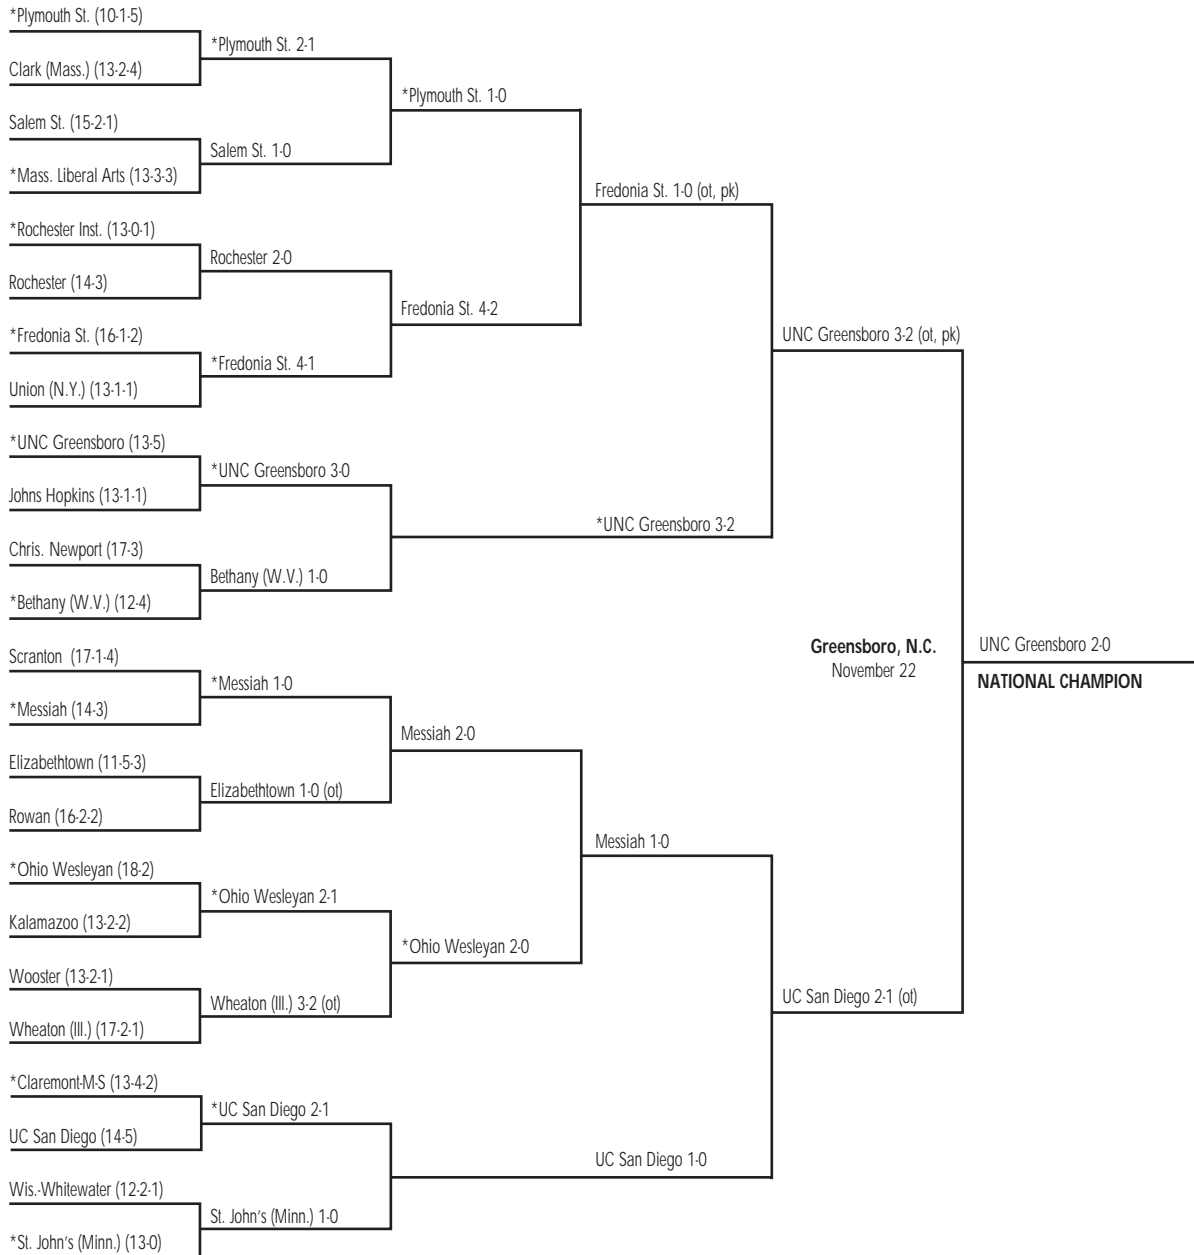 *Plymouth St. (10-1-5)
*Plymouth St. 2-1
Clark (Mass.) (13-2-4)
*Plymouth St. 1-0
Salem St. (15-2-1)
Salem St. 1-0
*Mass. Liberal Arts (13-3-3)
Fredonia St. 1-0 (ot, pk)
*Rochester Inst. (13-0-1)
Rochester 2-0
Rochester (14-3)
Fredonia St. 4-2
*Fredonia St. (16-1-2)
UNC Greensboro 3-2 (ot, pk)
*Fredonia St. 4-1
Union (N.Y.) (13-1-1)
*UNC Greensboro (13-5)
*UNC Greensboro 3-0
Johns Hopkins (13-1-1)
*UNC Greensboro 3-2
Chris. Newport (17-3)
Bethany (W.V.) 1-0
*Bethany (W.V.) (12-4)
Greensboro, N.C.
November 22
UNC Greensboro 2-0
NATIONAL CHAMPION
Scranton (17-1-4)
*Messiah 1-0
*Messiah (14-3)
Messiah 2-0
Elizabethtown (11-5-3)
Elizabethtown 1-0 (ot)
Rowan (16-2-2)
Messiah 1-0
*Ohio Wesleyan (18-2)
*Ohio Wesleyan 2-1
Kalamazoo (13-2-2)
*Ohio Wesleyan 2-0
Wooster (13-2-1)
Wheaton (Ill.) 3-2 (ot)
UC San Diego 2-1 (ot)
Wheaton (Ill.) (17-2-1)
*Claremont-M-S (13-4-2)
*UC San Diego 2-1
UC San Diego (14-5)
UC San Diego 1-0
Wis.-Whitewater (12-2-1)
St. John's (Minn.) 1-0
*St. John's (Minn.) (13-0)